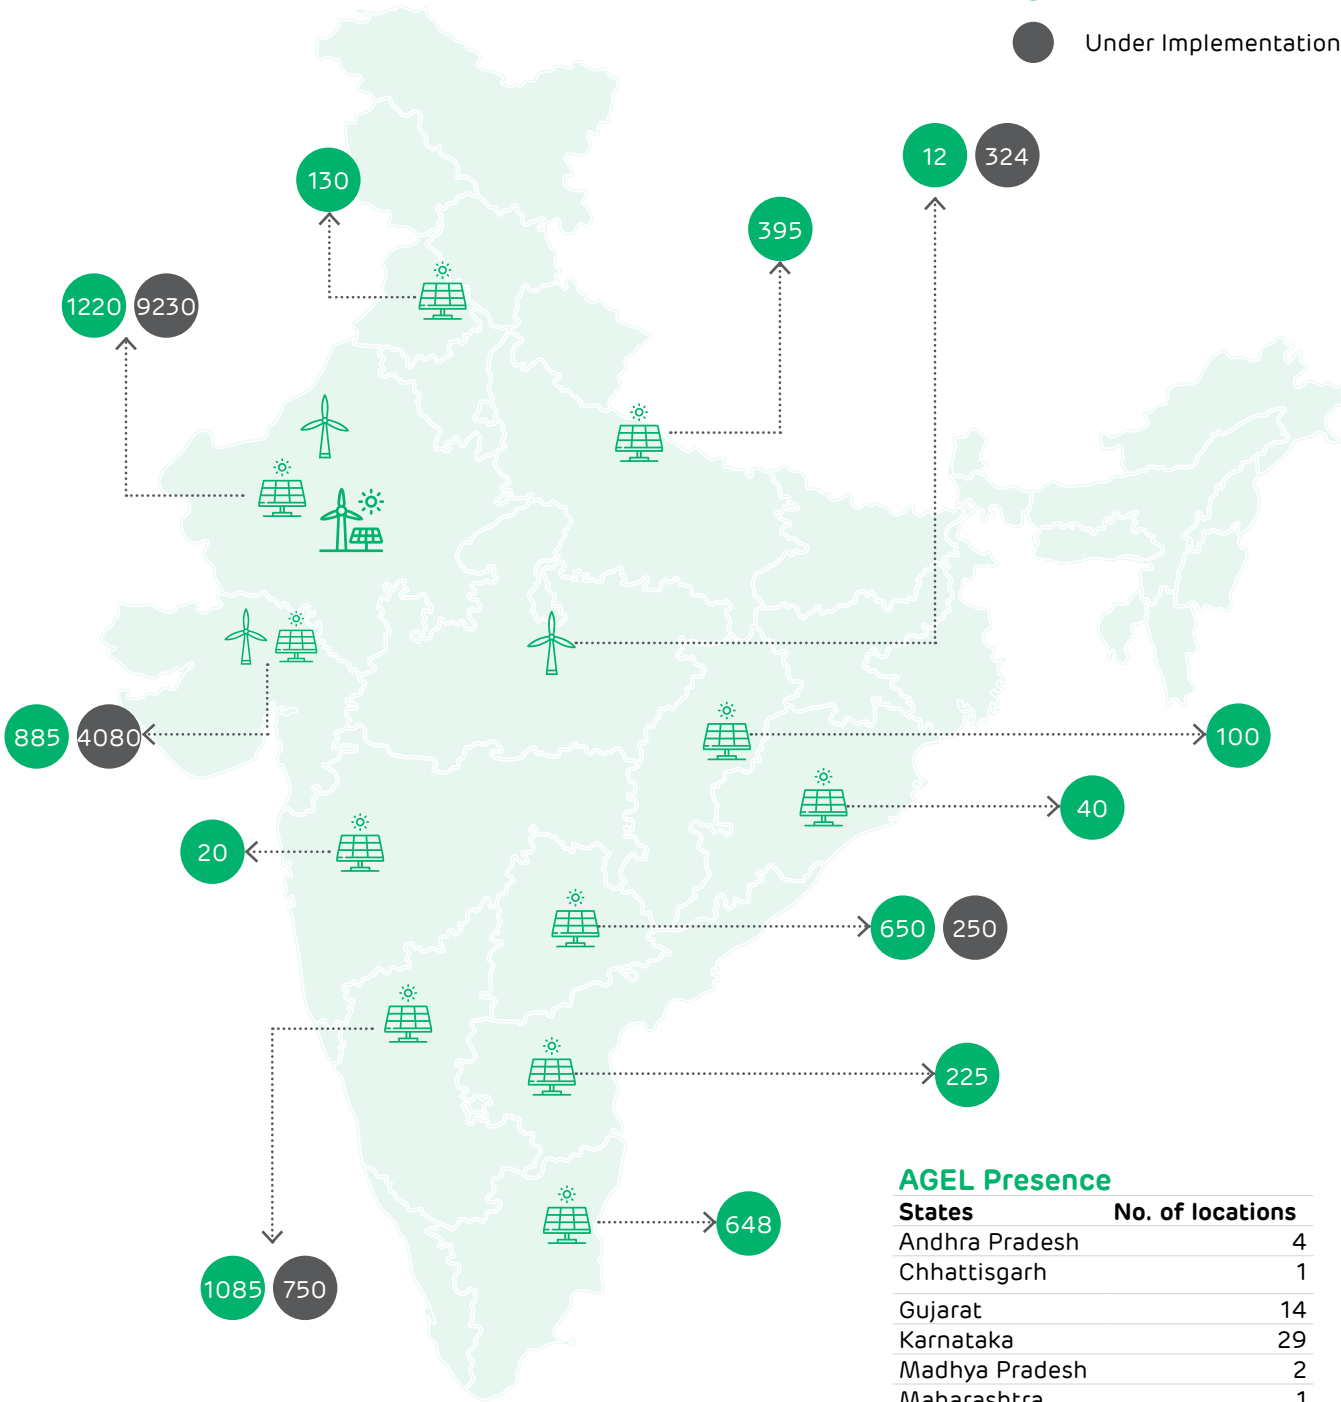 Under Implementation
12 324
130
395
1220 9230
885 4080
100
40
20
650 250
225
648
1085 750
AGEL Presence
States No. of locations
Andhra Pradesh 4
Chhattisgarh 1
Gujarat 14
Karnataka 29
Madhya Pradesh 2
Maharashtra 1